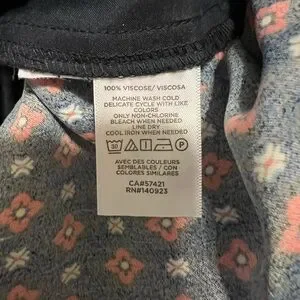 100% VISCOSE/ VISCOSA
MACHINE WASH COLD
DELICATE CYCLE WITH LIKE
COLORS
ONLY NON-CHLORINE
BLEACH WHEN NEEDED
LINE DRY
COOL IRON WHEN NEEDED
30
AVEC DES COULEURS
SEMBLABLES / CON
COLORES SIMILARES
CA#57421
RN#140923